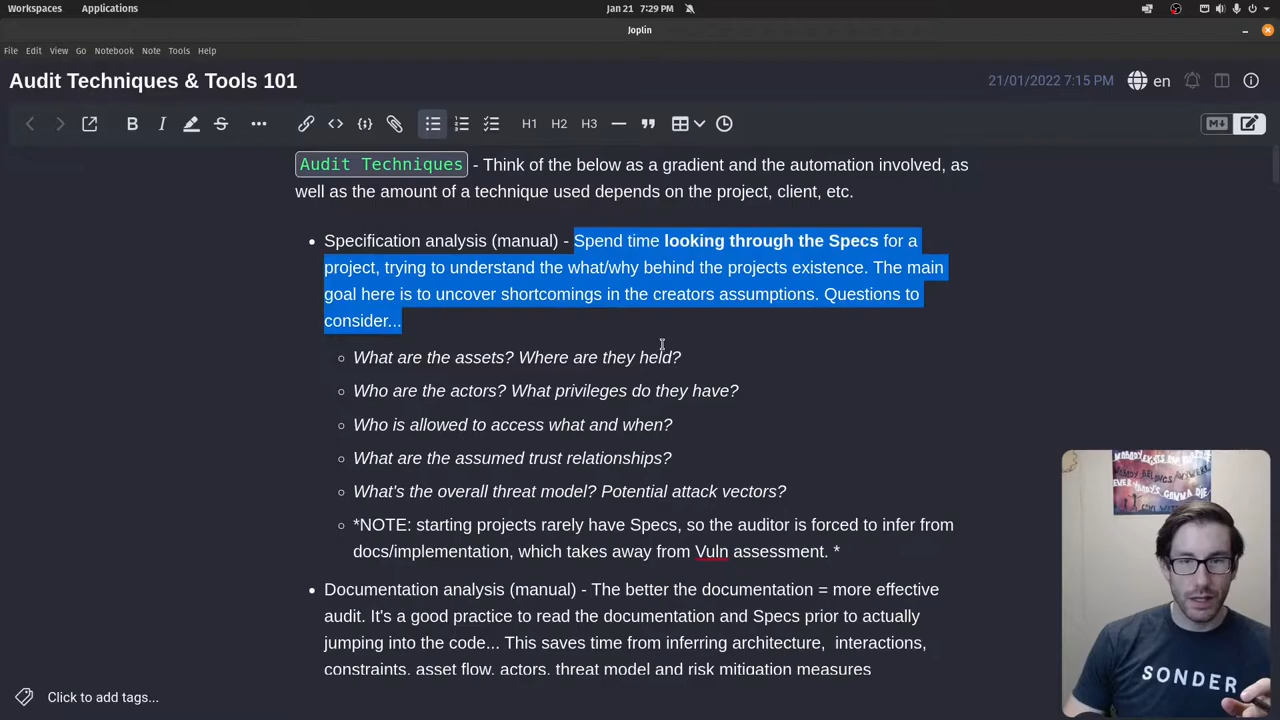 Workspaces Applications Jan 21 7:29 PM
Joplin
File Edit View Go Notebook Note Tools Help
Audit Techniques & Tools 101 21/01/2022 7:15 PM en
B I S H1 H2 H3 M
Audit Techniques - Think of the below as a gradient and the automation involved, as
well as the amount of a technique used depends on the project, client, etc.
Specification analysis (manual) - Spend time looking through the Specs for a
project, trying to understand the what/why behind the projects existence. The main
goal here is to uncover shortcomings in the creators assumptions. Questions to
consider...
What are the assets? Where are they held?
Who are the actors? What privileges do they have?
Who is allowed to access what and when?
What are the assumed trust relationships?
What's the overall threat model? Potential attack vectors?
*NOTE: starting projects rarely have Specs, so the auditor is forced to infer from
docs/implementation, which takes away from Vuln assessment. *
Documentation analysis (manual) - The better the documentation = more effective
audit. It's a good practice to read the documentation and Specs prior to actually
jumping into the code... This saves time from inferring architecture, interactions,
constraints, asset flow, actors, threat model and risk mitigation measures
Click to add tags...
NOBODY BELONGS ANYWHERE
GONNA DIE
SONDER